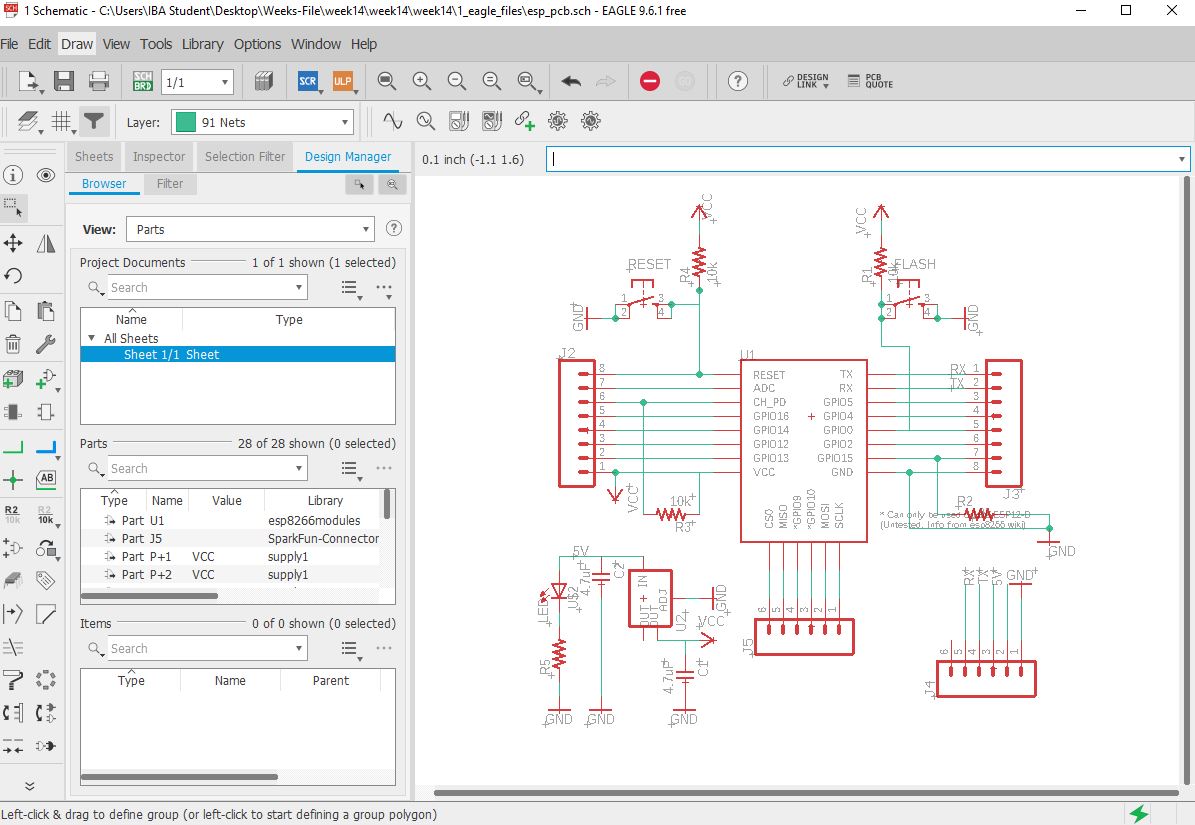 1 Schematic - C:\Users\IBA Student\Desktop\Weeks-File\week14\week14\week14\1_eagle_files\esp_pcb.sch - EAGLE 9.6.1 free
File Edit Draw View Tools Library Options Window Help
SCH BRD 1/1 SCR ULP DESIGN LINK PCB QUOTE
Layer: 91 Nets
Sheets Inspector Selection Filter Design Manager
0.1 inch (-1.1 1.6)
Browser Filter
View: Parts
Project Documents 1 of 1 shown (1 selected)
Search
Name Type
All Sheets
Sheet 1/1 Sheet
Parts 28 of 28 shown (0 selected)
Search
Type Name Value Library
Part U1 esp8266modules
Part J5 SparkFun-Connector
Part P+1 VCC supply1
Part P+2 VCC supply1
Items 0 of 0 shown (0 selected)
Search
Type Name Parent
AB
R2 10k R2 10k
VCC VCC
RESET R4 10k R1 10k FLASH
GND 1 2 3 4 1 2 3 4 GND
J2 U1
8 RESET TX RX 1
7 ADC RX TX 2
6 CH_PD GPIO5 3
5 GPIO16 GPIO4 4
4 GPIO14 GPIO0 5
3 GPIO12 GPIO2 6
2 GPIO13 GPIO15 7
1 VCC GND 8
J3
VCC 10k R3
CSO MISO *GPIO9 *GPIO10 MOSI SCLK
R2
* Can only be used
(Untested. Info from esp8266 wiki)
GND
5V
LED US2 4.7uF C2 IN OUT OUT ADJ GND U2 VCC
R5 4.7uF C1
GND GND GND
6 5 4 3 2 1
J5
RX TX 5V GND
6 5 4 3 2 1
J4
Left-click & drag to define group (or left-click to start defining a group polygon)